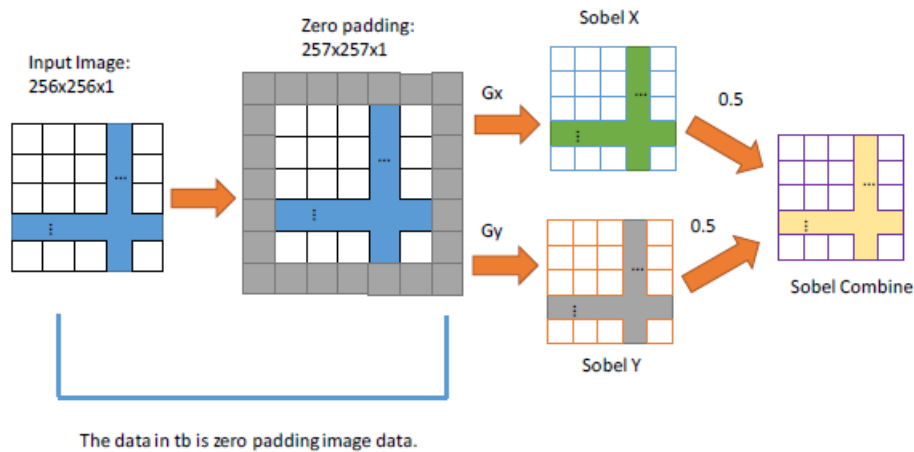 Input Image:
256x256x1
Zero padding:
257x257x1
Gx
Gy
Sobel X
Sobel Y
0.5
0.5
Sobel Combine
The data in tb is zero padding image data.